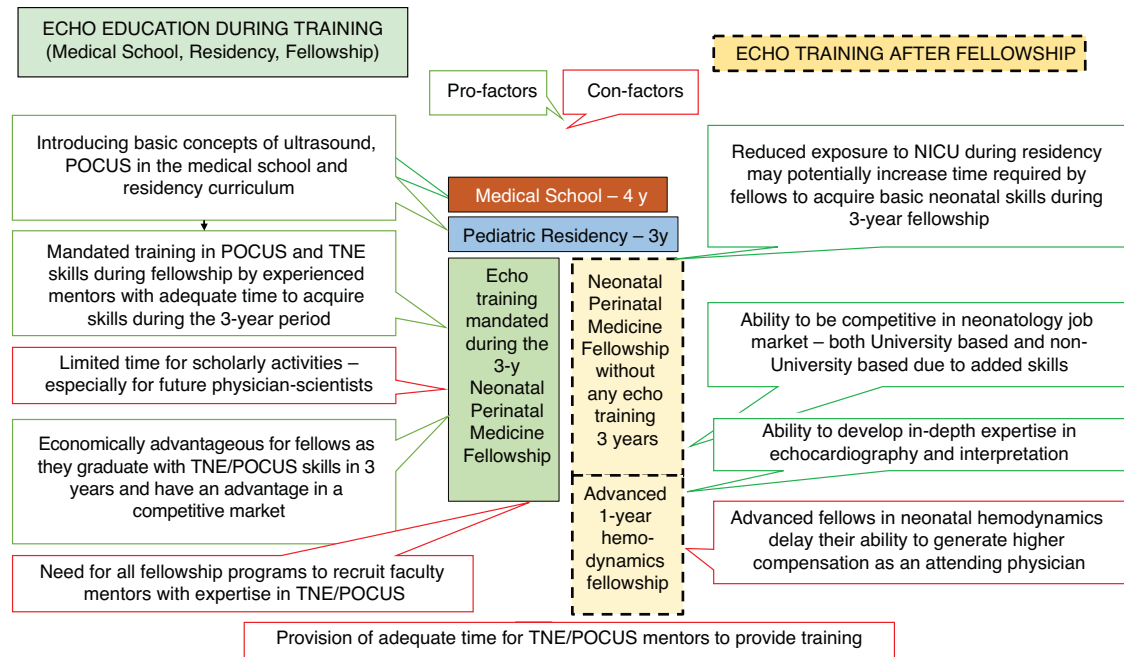 ECHO EDUCATION DURING TRAINING
(Medical School, Residency, Fellowship)
ECHO TRAINING AFTER FELLOWSHIP
Pro-factors
Con-factors
Introducing basic concepts of ultrasound,
POCUS in the medical school and
residency curriculum
Mandated training in POCUS and TNE
skills during fellowship by experienced
mentors with adequate time to acquire
skills during the 3-year period
Limited time for scholarly activities –
especially for future physician-scientists
Economically advantageous for fellows as
they graduate with TNE/POCUS skills in 3
years and have an advantage in a
competitive market
Need for all fellowship programs to recruit faculty
mentors with expertise in TNE/POCUS
Medical School – 4 y
Pediatric Residency – 3y
Echo
training
mandated
during the
3-y
Neonatal
Perinatal
Medicine
Fellowship
Neonatal
Perinatal
Medicine
Fellowship
without
any echo
training
3 years
Advanced
1-year
hemo-
dynamics
fellowship
Reduced exposure to NICU during residency
may potentially increase time required by
fellows to acquire basic neonatal skills during
3-year fellowship
Ability to be competitive in neonatology job
market – both University based and non-
University based due to added skills
Ability to develop in-depth expertise in
echocardiography and interpretation
Advanced fellows in neonatal hemodynamics
delay their ability to generate higher
compensation as an attending physician
Provision of adequate time for TNE/POCUS mentors to provide training